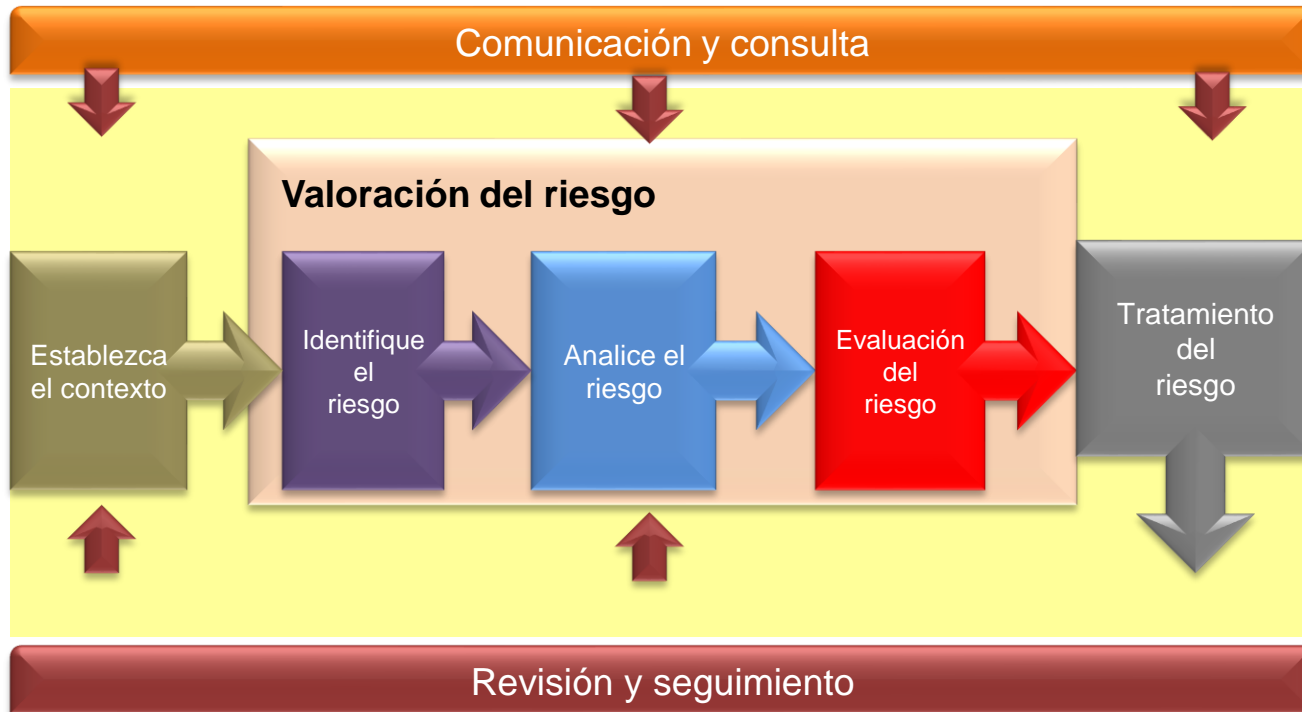 Comunicación y consulta
Valoración del riesgo
Establezca
el contexto
Identifique
el
riesgo
Analice el
riesgo
Evaluación
del
riesgo
Tratamiento
del
riesgo
Revisión y seguimiento